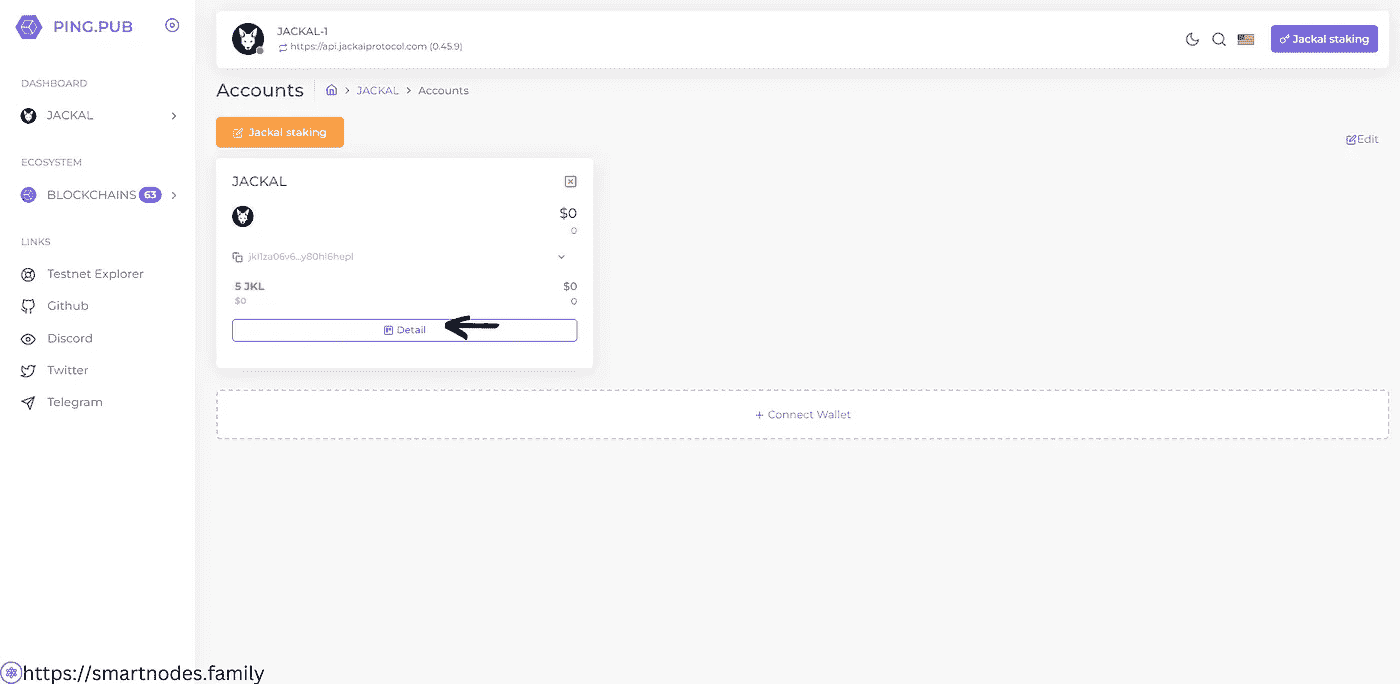 PING.PUB
DASHBOARD
JACKAL
ECOSYSTEM
BLOCKCHAINS 63
LINKS
Testnet Explorer
Github
Discord
Twitter
Telegram
JACKAL-1
https://api.jackalprotocol.com (0.45.9)
Jackal staking
Accounts
JACKAL > Accounts
Jackal staking
Edit
JACKAL
$0
0
5 JKL
$0
$0
0
Detail
+ Connect Wallet
https://smartnodes.family